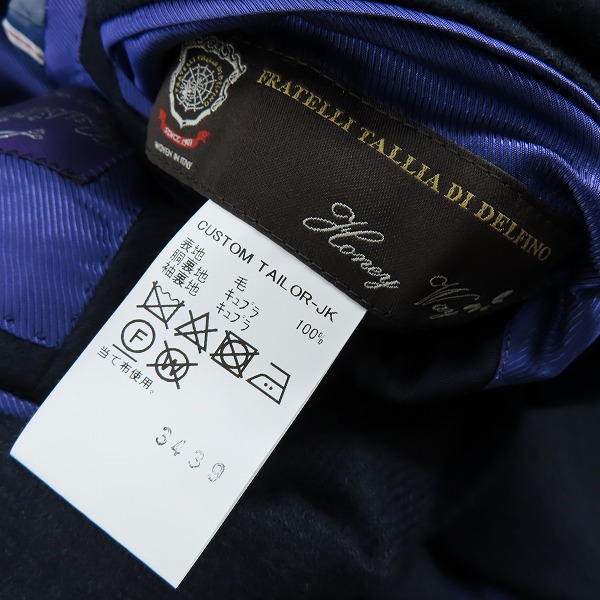 FRATELLI TALLIA DI DELFINO
SINCE 1903
WOVEN IN ITALY
Honey
CUSTOM TAILOR-JK
表地 毛
胴裏地 キュプラ
袖裏地 キュプラ 100%
F W
当て布使用。
3439